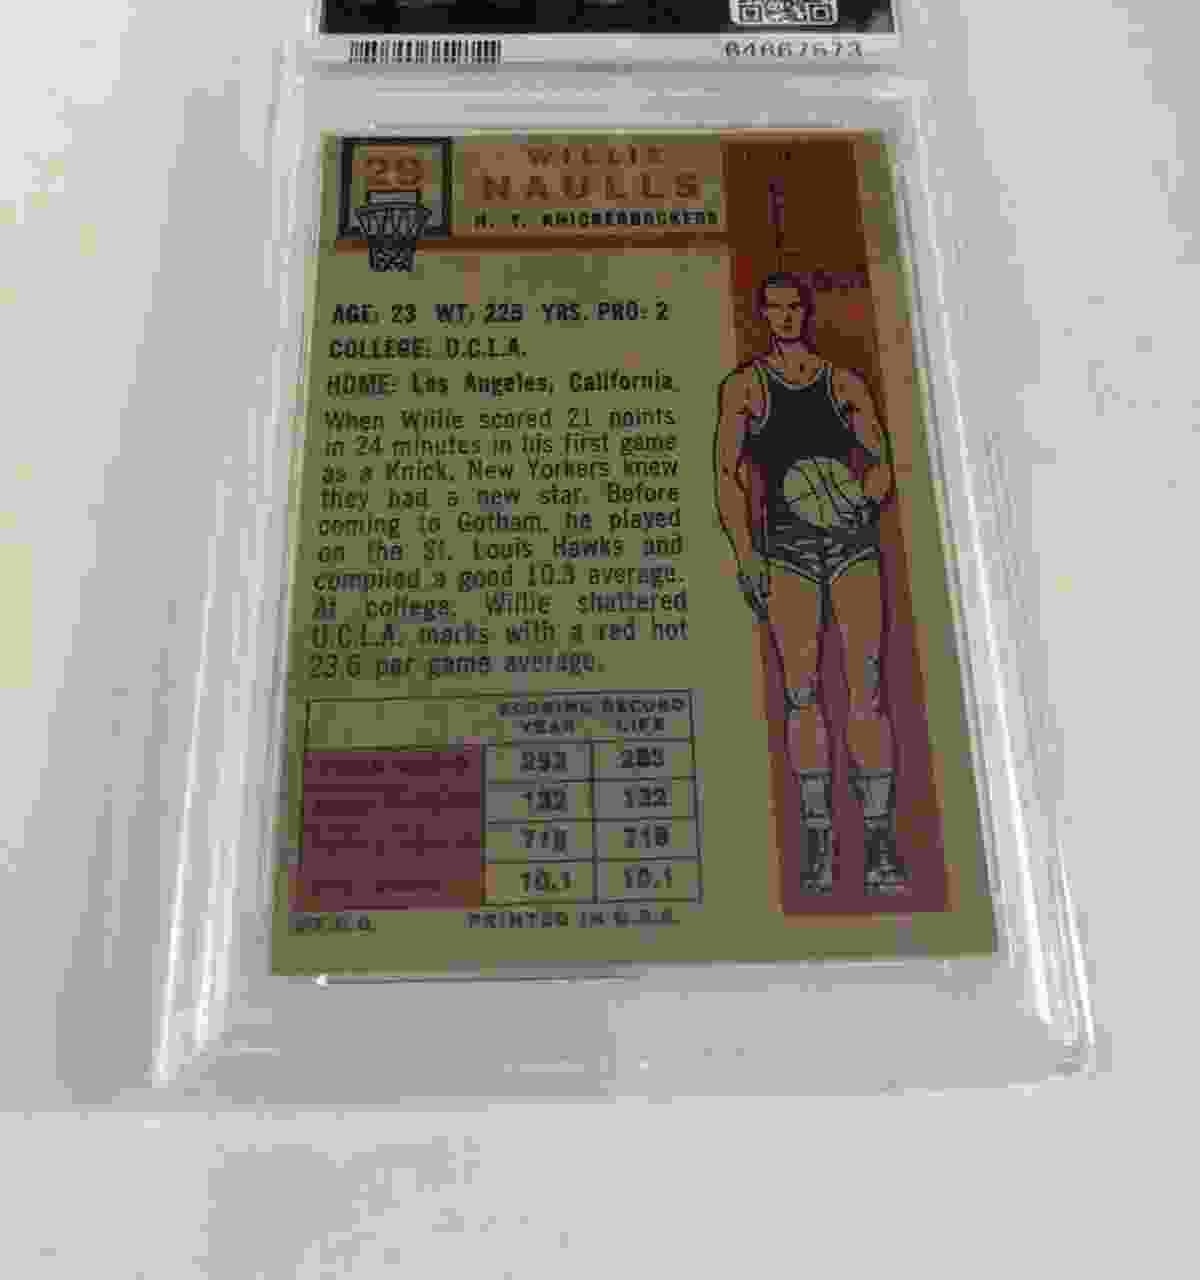 64667673
29
WILLIE
NAULLS
N. Y. KNICKERBOCKERS
AGE: 23 WT: 225 YRS. PRO: 2
COLLEGE: U.C.L.A.
HOME: Los Angeles, California
When Willie scored 21 points
in 24 minutes in his first game
as a Knick, New Yorkers knew
they had a new star. Before
coming to Gotham, he played
on the St. Louis Hawks and
compiled a good 10.3 average.
At college, Willie shattered
U.C.L.A. marks with a red hot
23.6 per game average.
SCORING RECORD
YEAR LIFE
293 283
132 132
718 718
10.1 10.1
©T.C.G. PRINTED IN U.S.A.